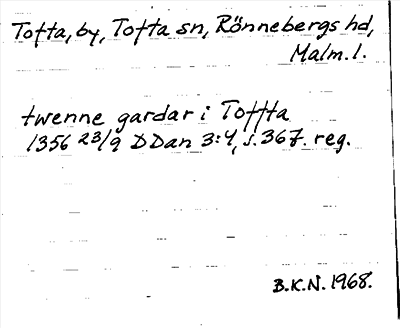 Tofta, by, Tofta sn, Rönnebergs hd,
Malm. l.
twenne gardar i Toffta
1356 23/9 DDan 3:4, s. 367. reg.
B.K.N. 1968.